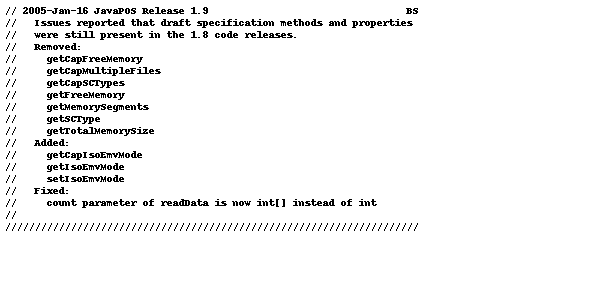 // 2005-Jan-16 JavaPOS Release 1.9                                 BS
//   Issues reported that draft specification methods and properties
//   were still present in the 1.8 code releases.
//   Removed:
//     getCapFreeMemory
//     getCapMultipleFiles
//     getCapSCTypes
//     getFreeMemory
//     getMemorySegments
//     getSCType
//     getTotalMemorySize
//   Added:
//     getCapIsoEmvMode
//     getIsoEmvMode
//     setIsoEmvMode
//   Fixed:
//     count parameter of readData is now int[] instead of int
//
/////////////////////////////////////////////////////////////////////